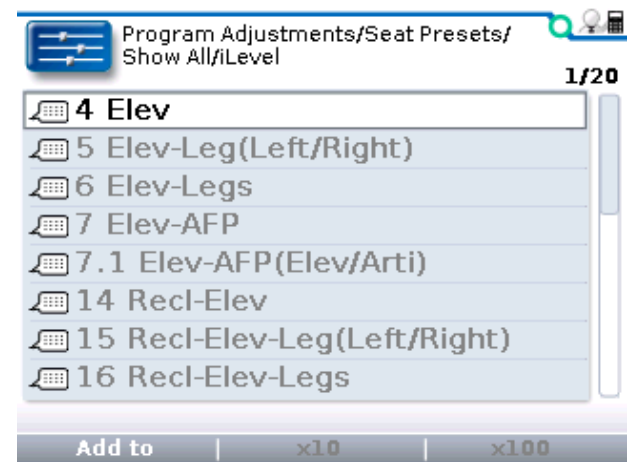 Program Adjustments/Seat Presets/
Show All/iLevel
1/20
4 Elev
5 Elev-Leg(Left/Right)
6 Elev-Legs
7 Elev-AFP
7.1 Elev-AFP(Elev/Arti)
14 Recl-Elev
15 Recl-Elev-Leg(Left/Right)
16 Recl-Elev-Legs
Add to | x10 | x100